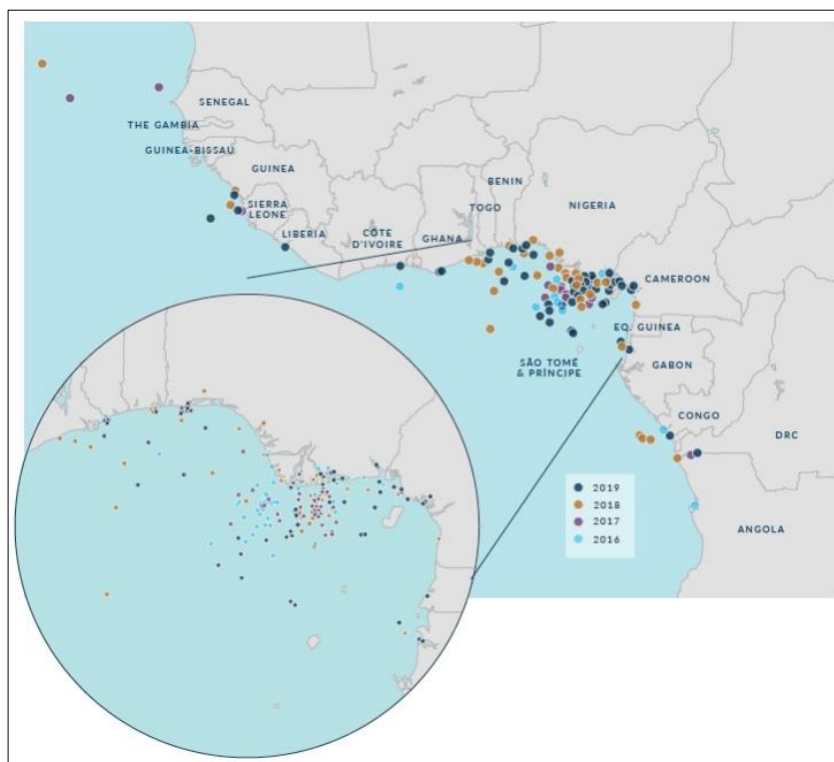 SENEGAL
THE GAMBIA
GUINEA-BISSAU
GUINEA
SIERRA
LEONE
LIBERIA
CÔTE
D'IVOIRE
GHANA
TOGO
BENIN
NIGERIA
CAMEROON
EQ. GUINEA
SÃO TOMÉ
& PRÍNCIPE
GABON
CONGO
DRC
ANGOLA
2019
2018
2017
2016